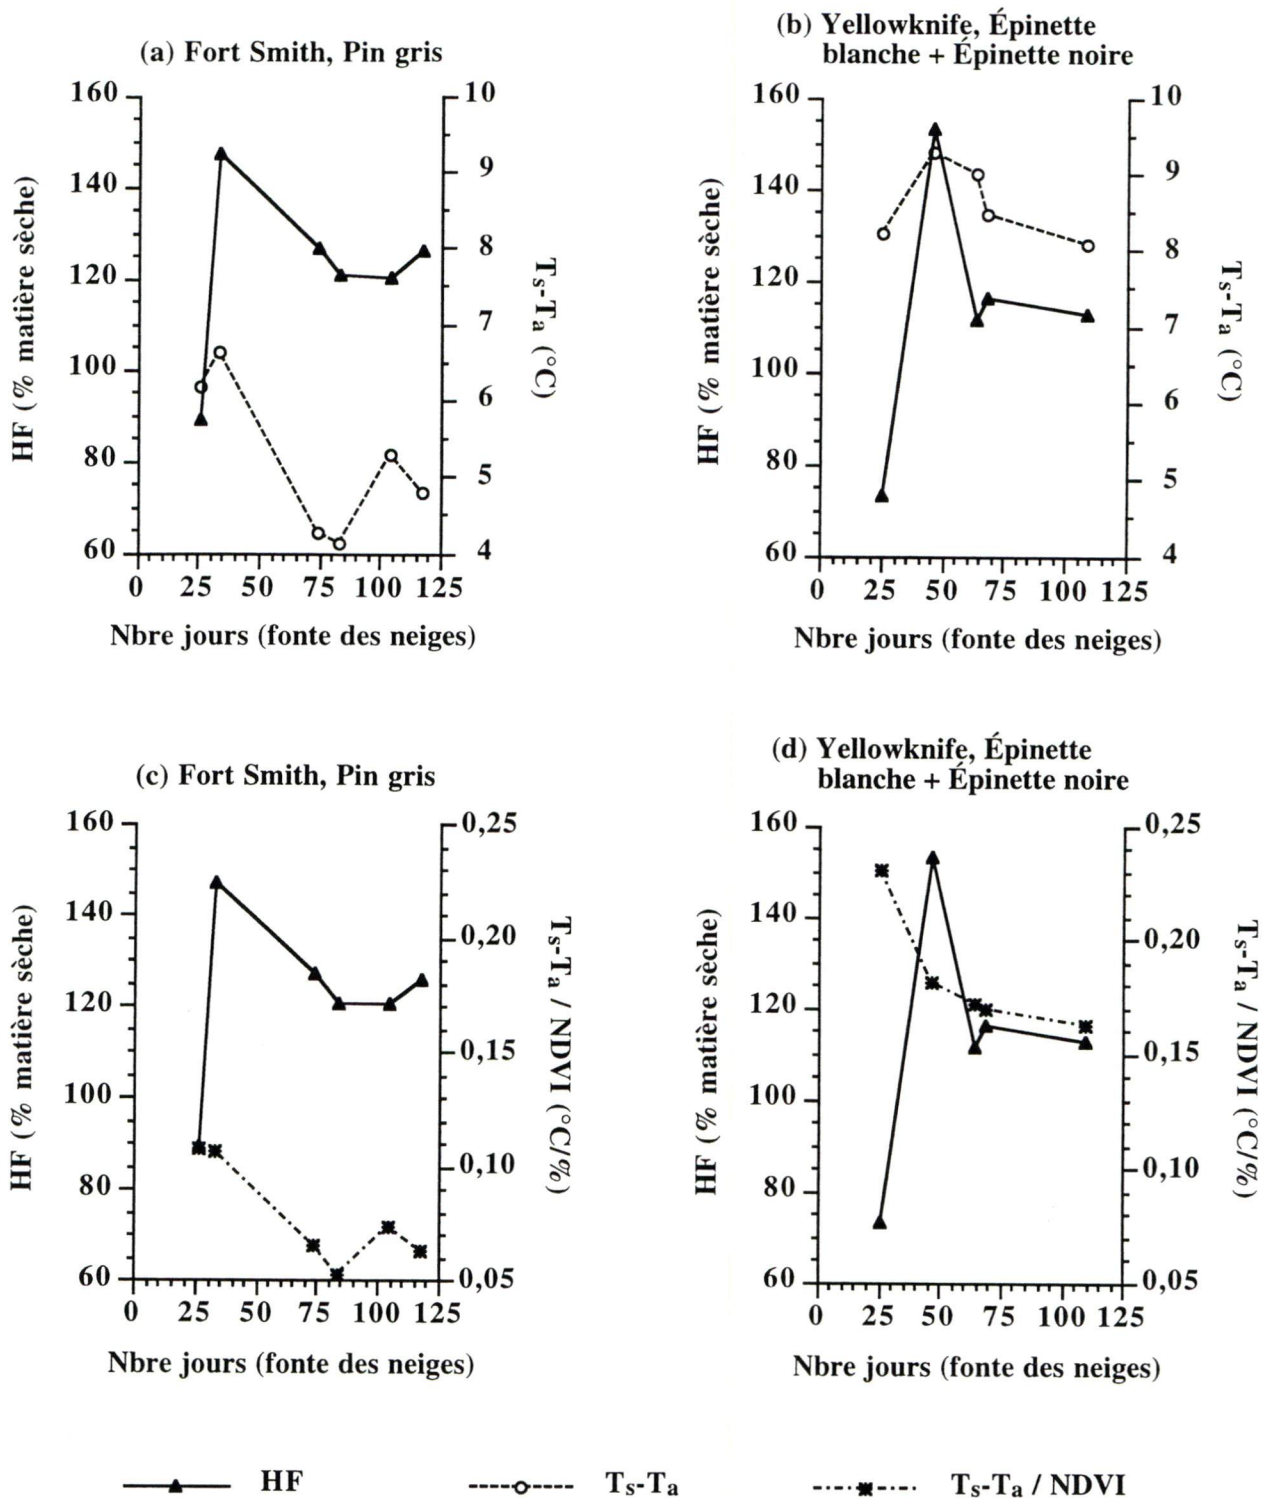 (a) Fort Smith, Pin gris
160
140
120
100
80
60
HF (% matière sèche)
10
9
8
7
6
5
4
Ts-Ta (°C)
0 25 50 75 100 125
Nbre jours (fonte des neiges)
(b) Yellowknife, Épinette
blanche + Épinette noire
160
140
120
100
80
60
HF (% matière sèche)
10
9
8
7
6
5
4
Ts-Ta (°C)
0 25 50 75 100 125
Nbre jours (fonte des neiges)
(c) Fort Smith, Pin gris
160
140
120
100
80
60
HF (% matière sèche)
0,25
0,20
0,15
0,10
0,05
Ts-Ta / NDVI (°C/%)
0 25 50 75 100 125
Nbre jours (fonte des neiges)
(d) Yellowknife, Épinette
blanche + Épinette noire
160
140
120
100
80
60
HF (% matière sèche)
0,25
0,20
0,15
0,10
0,05
Ts-Ta / NDVI (°C/%)
0 25 50 75 100 125
Nbre jours (fonte des neiges)
HF
Ts-Ta
Ts-Ta / NDVI